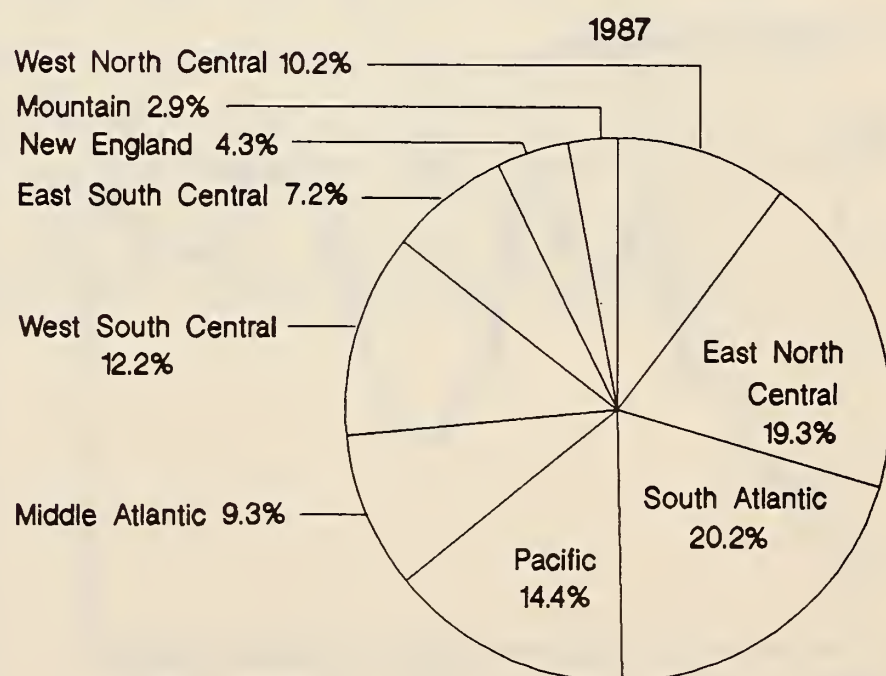 1987
West North Central 10.2%
Mountain 2.9%
New England 4.3%
East South Central 7.2%
West South Central
12.2%
East North
Central
19.3%
Middle Atlantic 9.3%
South Atlantic
20.2%
Pacific
14.4%